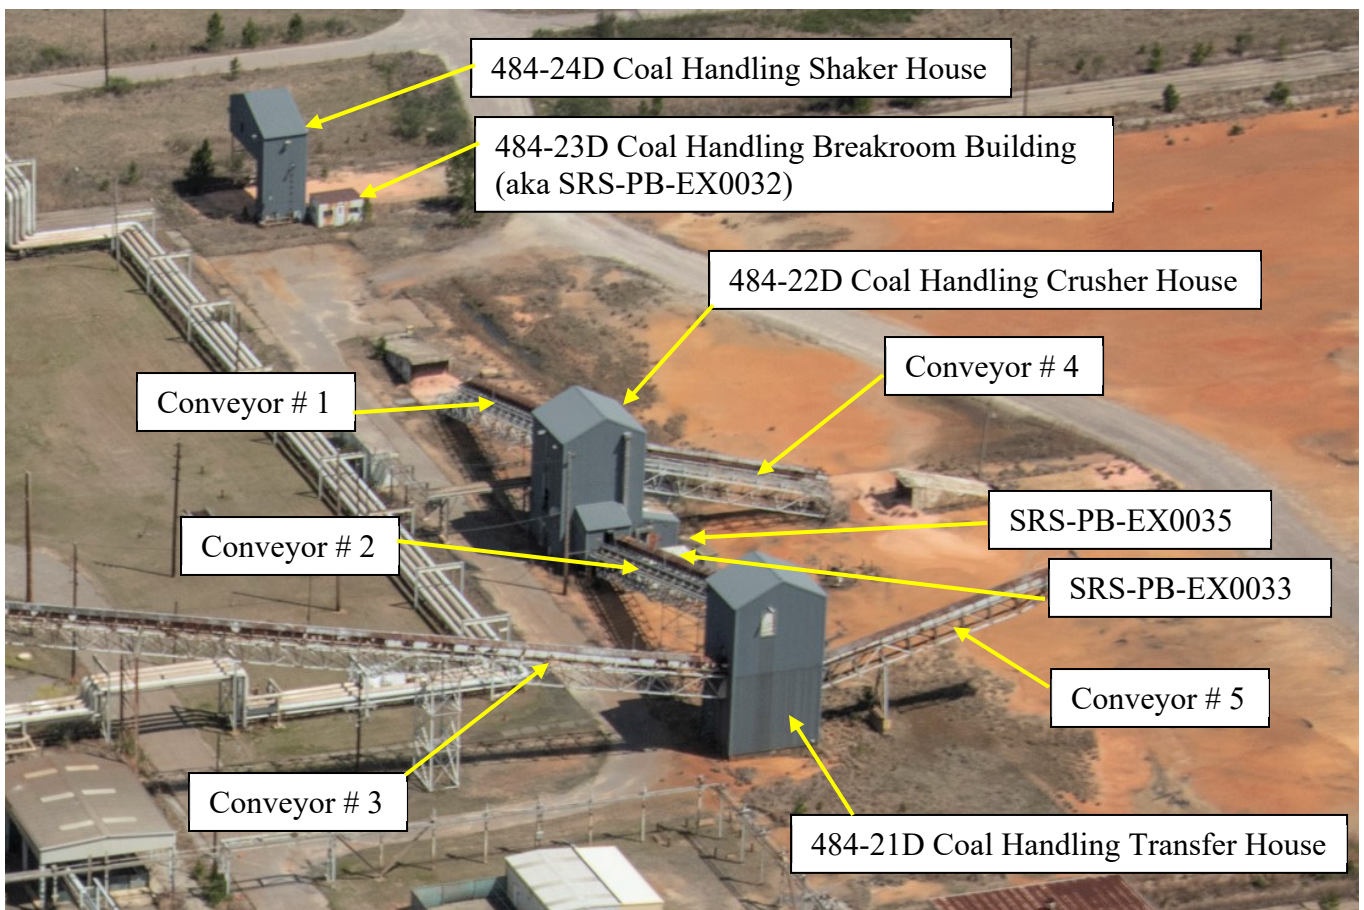 484-24D Coal Handling Shaker House
484-23D Coal Handling Breakroom Building
(aka SRS-PB-EX0032)
484-22D Coal Handling Crusher House
Conveyor # 4
Conveyor # 1
SRS-PB-EX0035
Conveyor # 2
SRS-PB-EX0033
Conveyor # 5
Conveyor # 3
484-21D Coal Handling Transfer House